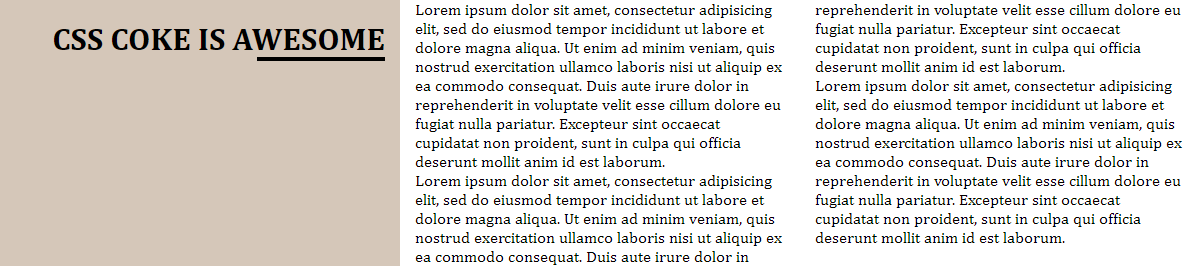 CSS COKE IS AWESOME
Lorem ipsum dolor sit amet, consectetur adipisicing
elit, sed do eiusmod tempor incididunt ut labore et
dolore magna aliqua. Ut enim ad minim veniam, quis
nostrud exercitation ullamco laboris nisi ut aliquip ex
ea commodo consequat. Duis aute irure dolor in
reprehenderit in voluptate velit esse cillum dolore eu
fugiat nulla pariatur. Excepteur sint occaecat
cupidatat non proident, sunt in culpa qui officia
deserunt mollit anim id est laborum.
Lorem ipsum dolor sit amet, consectetur adipisicing
elit, sed do eiusmod tempor incididunt ut labore et
dolore magna aliqua. Ut enim ad minim veniam, quis
nostrud exercitation ullamco laboris nisi ut aliquip ex
ea commodo consequat. Duis aute irure dolor in
reprehenderit in voluptate velit esse cillum dolore eu
fugiat nulla pariatur. Excepteur sint occaecat
cupidatat non proident, sunt in culpa qui officia
deserunt mollit anim id est laborum.
Lorem ipsum dolor sit amet, consectetur adipisicing
elit, sed do eiusmod tempor incididunt ut labore et
dolore magna aliqua. Ut enim ad minim veniam, quis
nostrud exercitation ullamco laboris nisi ut aliquip ex
ea commodo consequat. Duis aute irure dolor in
reprehenderit in voluptate velit esse cillum dolore eu
fugiat nulla pariatur. Excepteur sint occaecat
cupidatat non proident, sunt in culpa qui officia
deserunt mollit anim id est laborum.